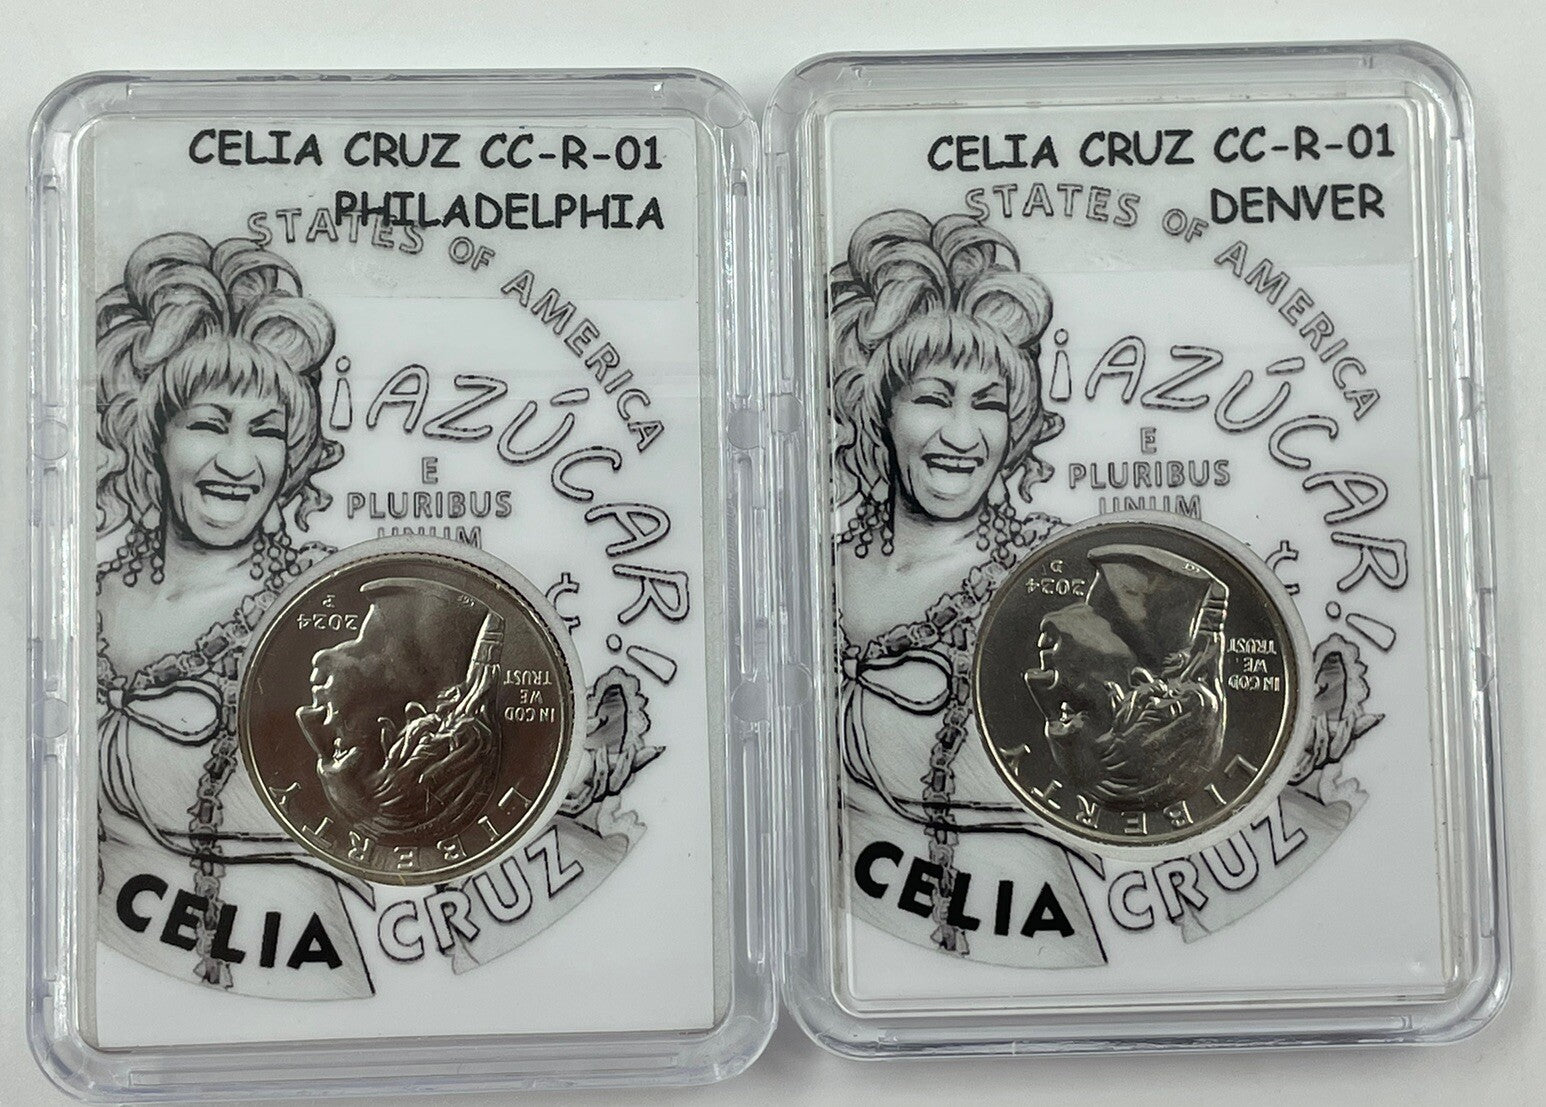 CELIA CRUZ CC-R-01
PHILADELPHIA
STATES OF AMERICA
¡AZÚCAR!
E
PLURIBUS
UNUM
2024
P
IN GOD
WE
TRUST
LIBERTY
CELIA CRUZ
CELIA CRUZ CC-R-01
DENVER
STATES OF AMERICA
¡AZÚCAR!
E
PLURIBUS
UNUM
2024
D
IN GOD
WE
TRUST
LIBERTY
CELIA CRUZ